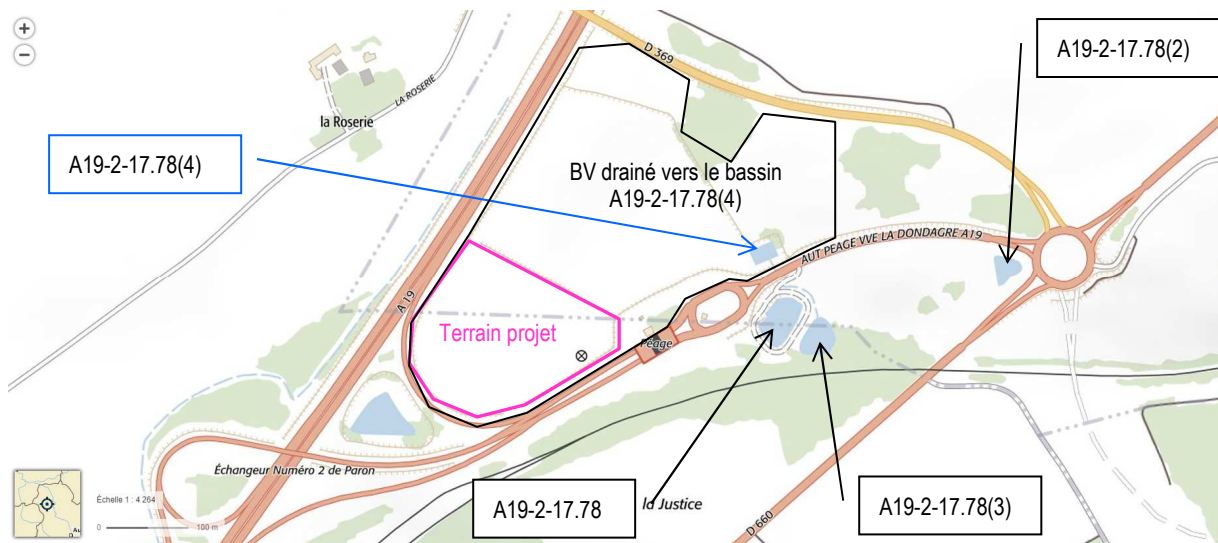 D 369
A19-2-17.78(2)
LA ROSERIE
la Roserie
A19-2-17.78(4)
BV drainé vers le bassin
A19-2-17.78(4)
AUT PEAGE VVE LA DONDAGRE A19
A 19
Terrain projet
Péage
Échangeur Numéro 2 de Paron
A19-2-17.78
la Justice
A19-2-17.78(3)
D 660
Échelle 1 : 4 264
0 100 m